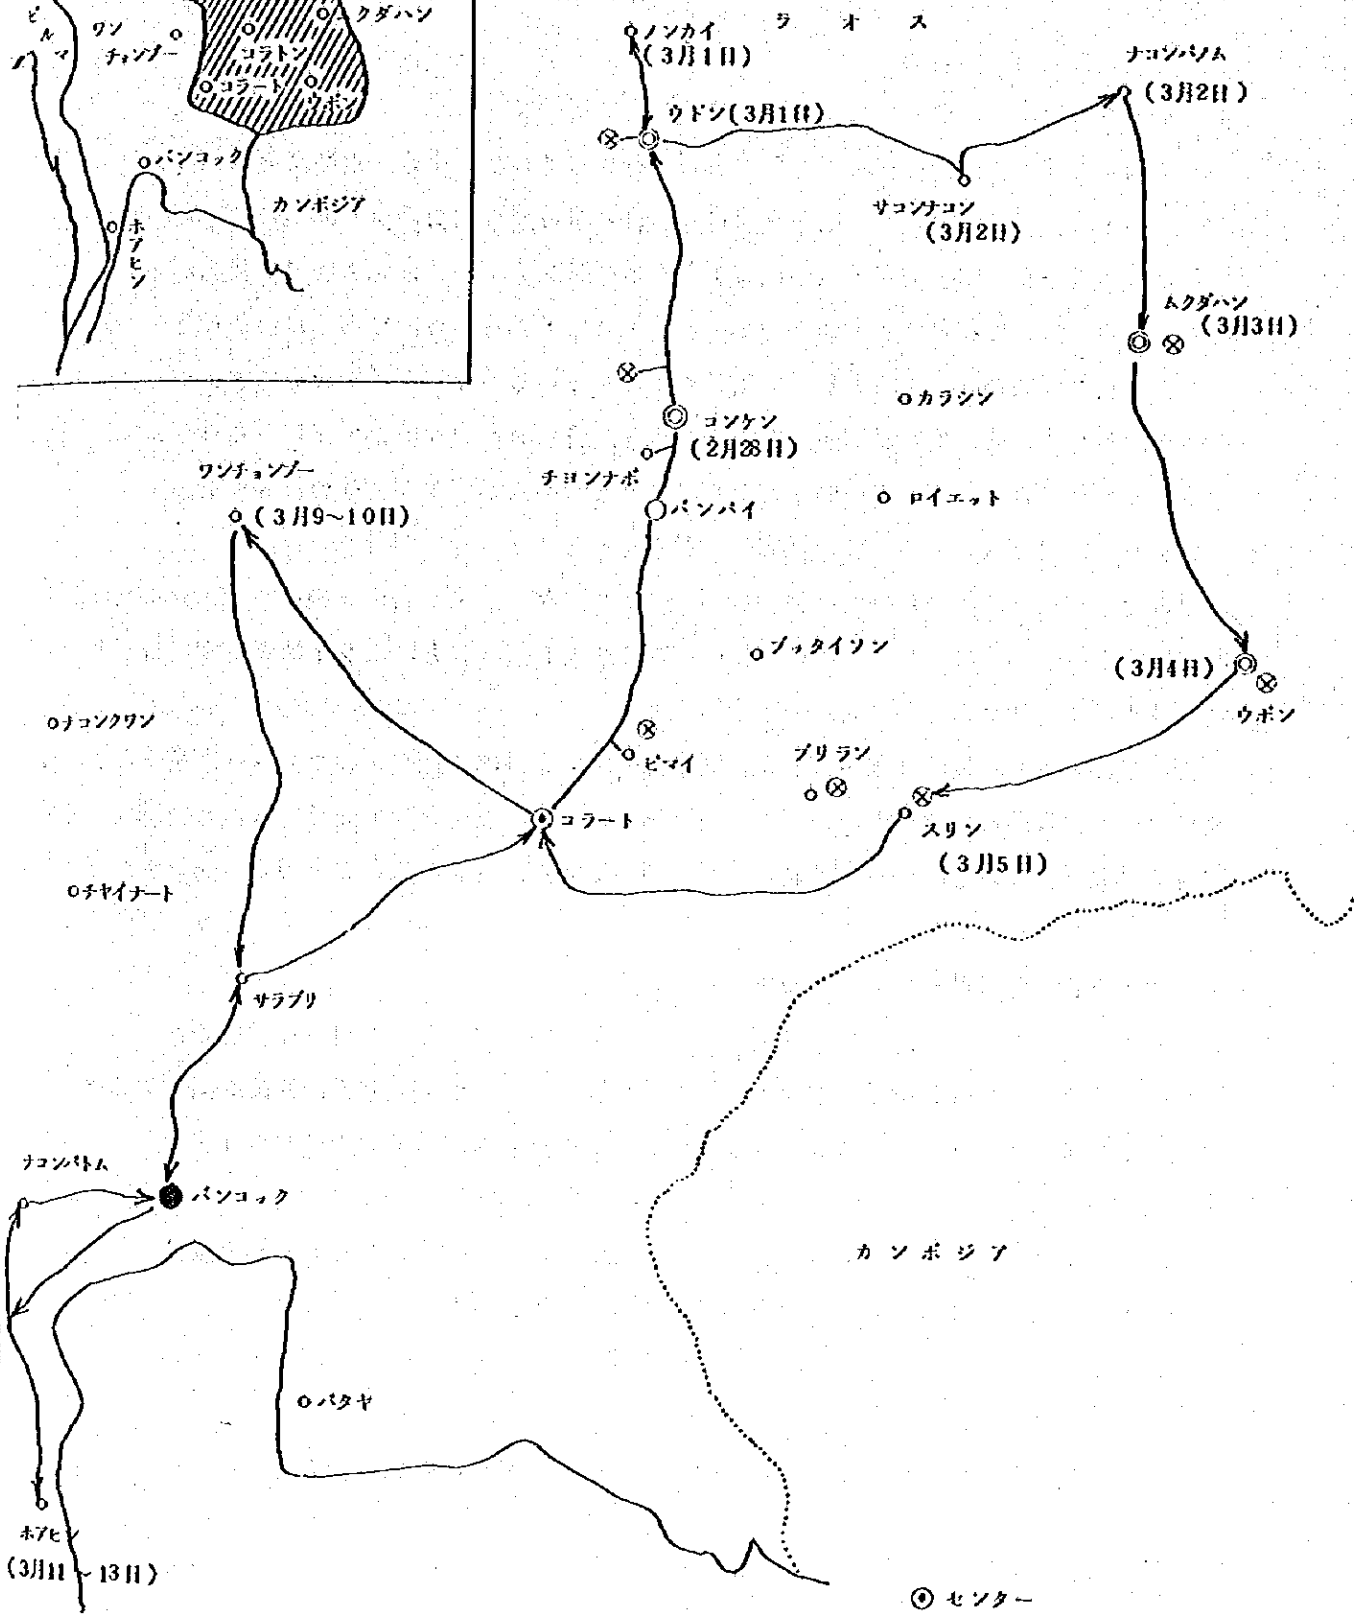 ビルマ
ワン
チョンブー
クダハン
コラトン
コラート
ウボン
バンコック
カンボジア
ホアヒン
ラオス
ノンカイ
(3月1日)
ナコンパノム
(3月2日)
ウドン(3月1日)
サコンナコン
(3月2日)
ムクダハン
(3月3日)
カラシン
コンケン
(2月28日)
ワンチョンブー
(3月9~10日)
チヨンナボ
バンパイ
ロイエット
ブッタイソン
(3月4日)
ウボン
ナコンクワン
ピマイ
ブリラン
コラート
スリン
(3月5日)
チヤイナート
サラブリ
ナコンパトム
バンコック
カンボジア
パタヤ
ホアヒン
(3月11~13日)
センター